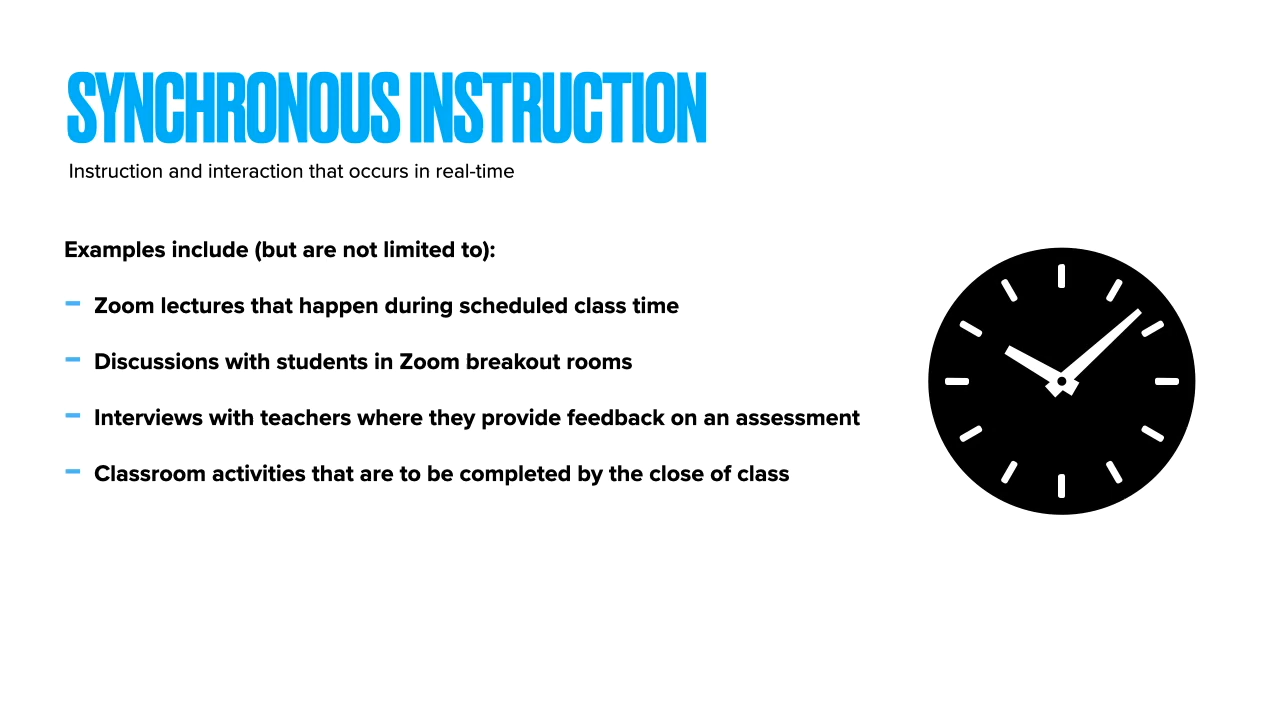 SYNCHRONOUS INSTRUCTION
Instruction and interaction that occurs in real-time
Examples include (but are not limited to):
– Zoom lectures that happen during scheduled class time
– Discussions with students in Zoom breakout rooms
– Interviews with teachers where they provide feedback on an assessment
– Classroom activities that are to be completed by the close of class